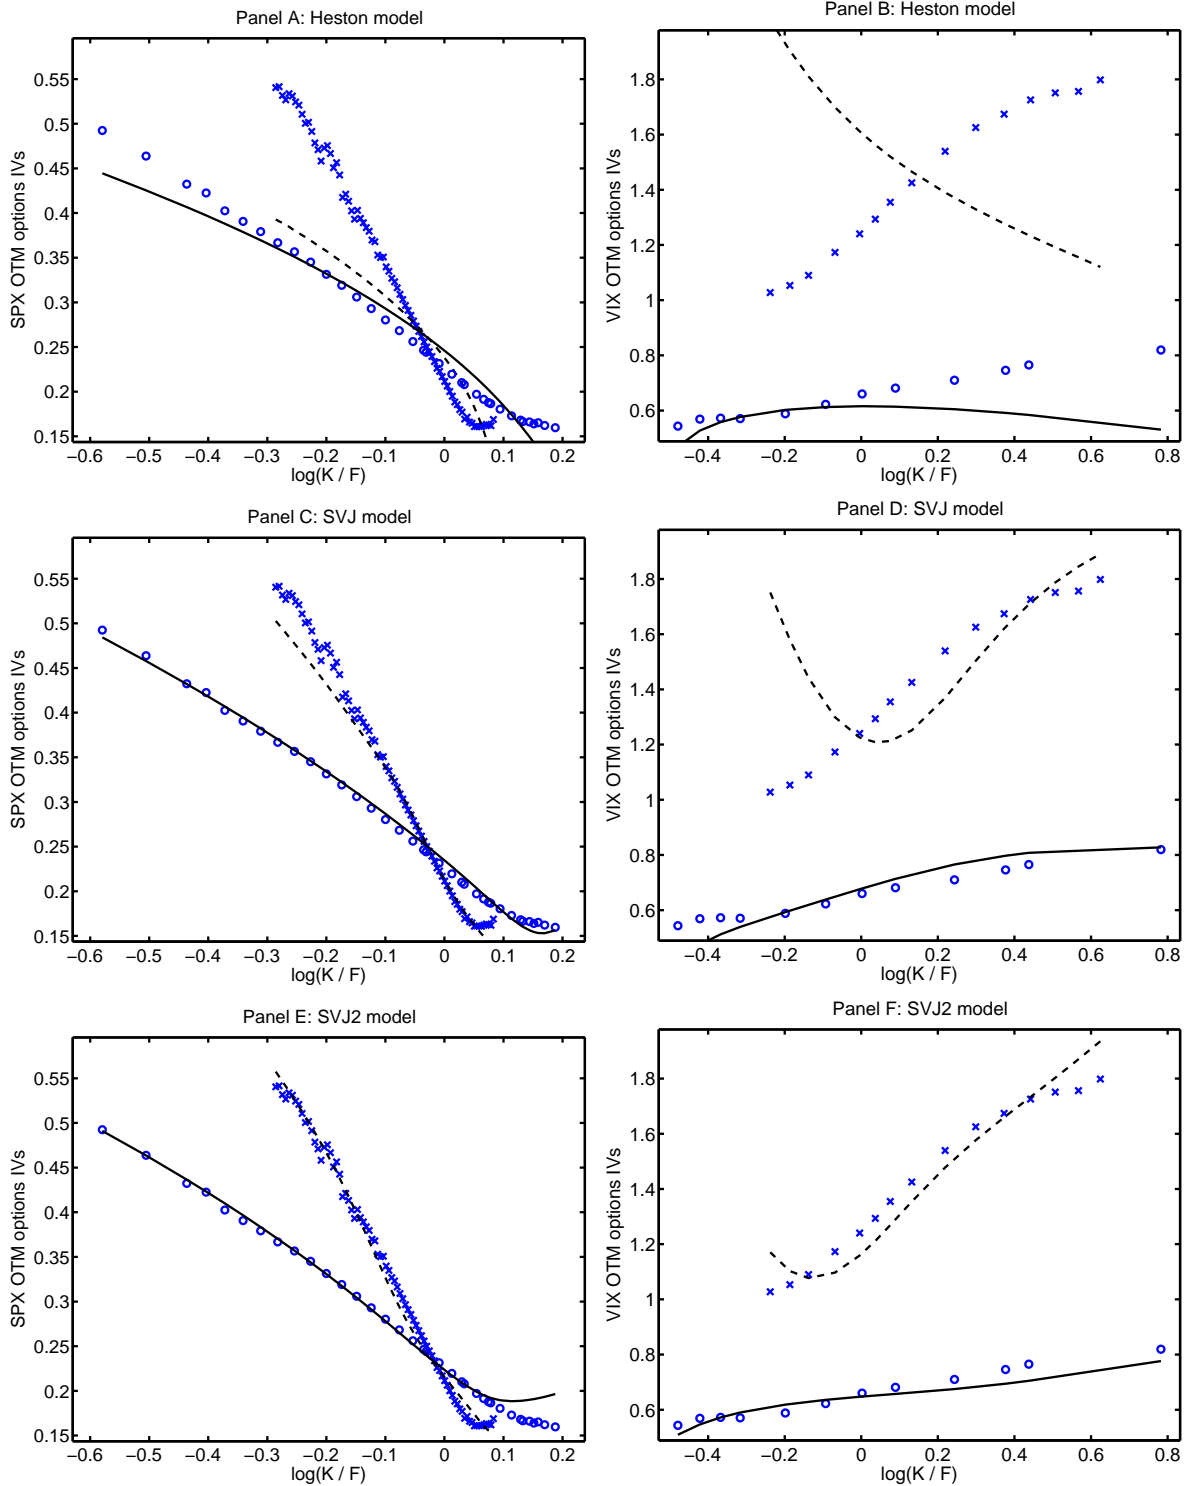 Panel A: Heston model
0.55
0.5
0.45
0.4
0.35
0.3
0.25
0.2
0.15
SPX OTM options IVs
−0.6 −0.5 −0.4 −0.3 −0.2 −0.1 0 0.1 0.2
log(K / F)
Panel B: Heston model
1.8
1.6
1.4
1.2
1
0.8
0.6
VIX OTM options IVs
−0.4 −0.2 0 0.2 0.4 0.6 0.8
log(K / F)
Panel C: SVJ model
0.55
0.5
0.45
0.4
0.35
0.3
0.25
0.2
0.15
SPX OTM options IVs
−0.6 −0.5 −0.4 −0.3 −0.2 −0.1 0 0.1 0.2
log(K / F)
Panel D: SVJ model
1.8
1.6
1.4
1.2
1
0.8
0.6
VIX OTM options IVs
−0.4 −0.2 0 0.2 0.4 0.6 0.8
log(K / F)
Panel E: SVJ2 model
0.55
0.5
0.45
0.4
0.35
0.3
0.25
0.2
0.15
SPX OTM options IVs
−0.6 −0.5 −0.4 −0.3 −0.2 −0.1 0 0.1 0.2
log(K / F)
Panel F: SVJ2 model
1.8
1.6
1.4
1.2
1
0.8
0.6
VIX OTM options IVs
−0.4 −0.2 0 0.2 0.4 0.6 0.8
log(K / F)